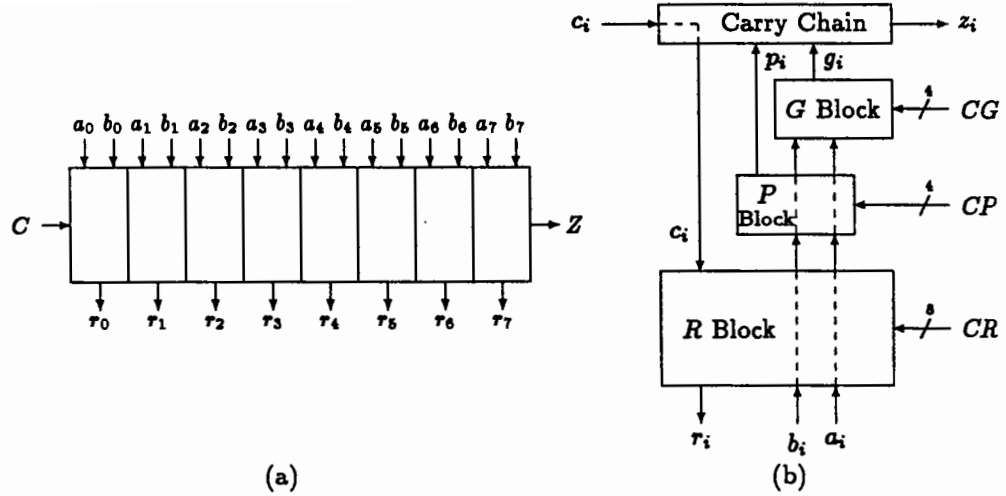 a₀ b₀ a₁ b₁ a₂ b₂ a₃ b₃ a₄ b₄ a₅ b₅ a₆ b₆ a₇ b₇
C
Z
r₀ r₁ r₂ r₃ r₄ r₅ r₆ r₇
(a)
cᵢ
Carry Chain
zᵢ
pᵢ
gᵢ
G Block
4
CG
P
Block
4
CP
cᵢ
R Block
8
CR
rᵢ
bᵢ
aᵢ
(b)